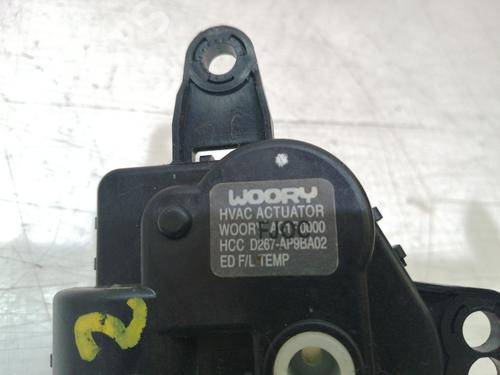 WOORY
HVAC ACTUATOR
WOORY
HCC D267-AP9BA02
ED F/L TEMP
2